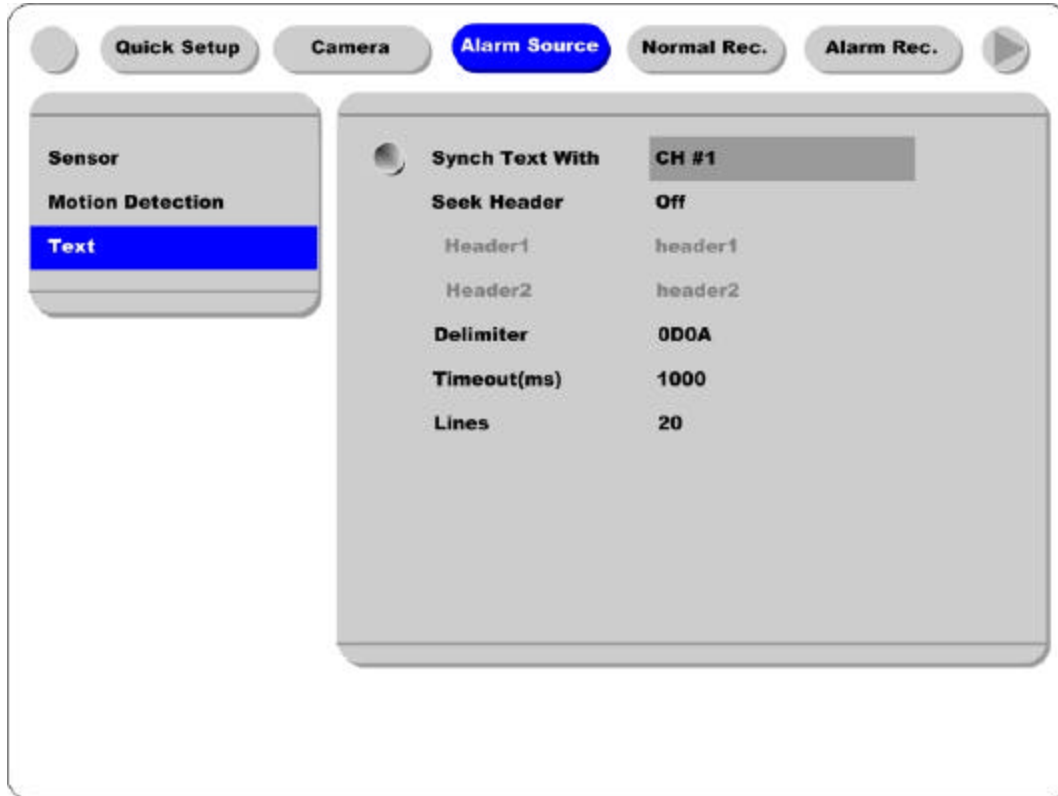 Quick Setup Camera Alarm Source Normal Rec. Alarm Rec.
Sensor
Motion Detection
Text
Synch Text With CH #1
Seek Header Off
Header1 header1
Header2 header2
Delimiter 0D0A
Timeout(ms) 1000
Lines 20